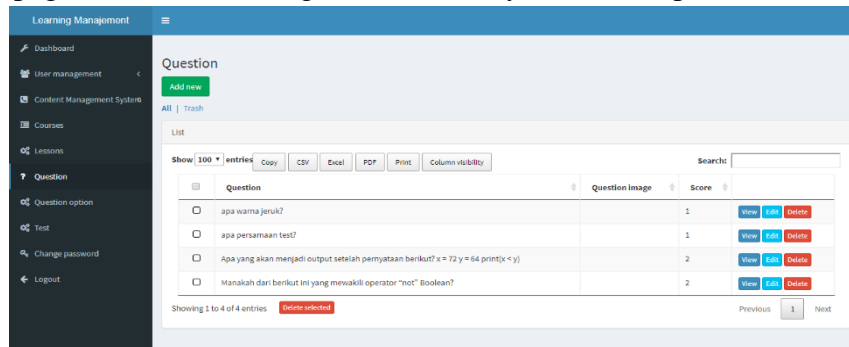 Learning Manajemont
Dashboard
User management
Content Management System
Courses
Lessons
Question
Question option
Test
Change password
Logout
Question
Add new
All | Trash
List
Show 100 entries Copy CSV Excel PDF Print Column visibility Search:
Question Question image Score
apa warna jeruk? 1 View Edit Delete
apa persamaan test? 1 View Edit Delete
Apa yang akan menjadi output setelah pernyataan berikut? x = 72 y = 64 print(x < y) 2 View Edit Delete
Manakah dari berikut ini yang mewakili operator “not” Boolean? 2 View Edit Delete
Showing 1 to 4 of 4 entries Delete selected Previous 1 Next